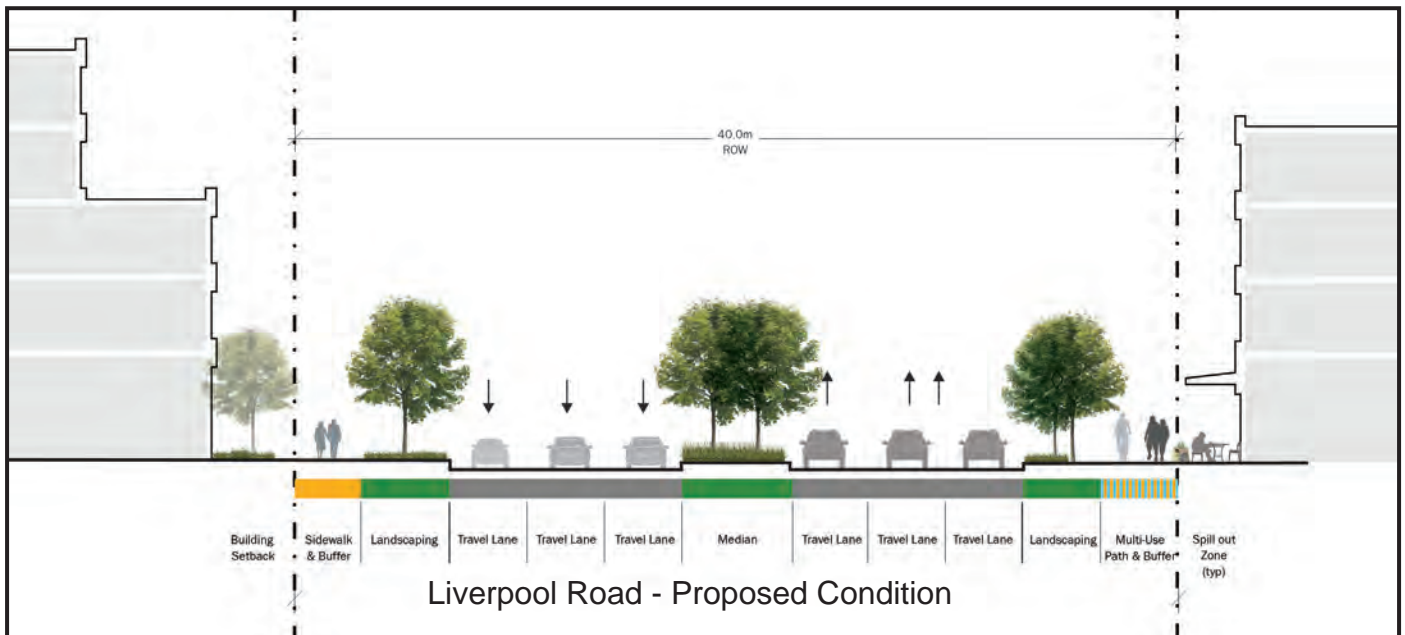 40.0m
ROW
Building
Setback
Sidewalk
& Buffer
Landscaping
Travel Lane
Travel Lane
Travel Lane
Median
Travel Lane
Travel Lane
Travel Lane
Landscaping
Multi-Use
Path & Buffer
Spill out
Zone
(typ)
Liverpool Road - Proposed Condition